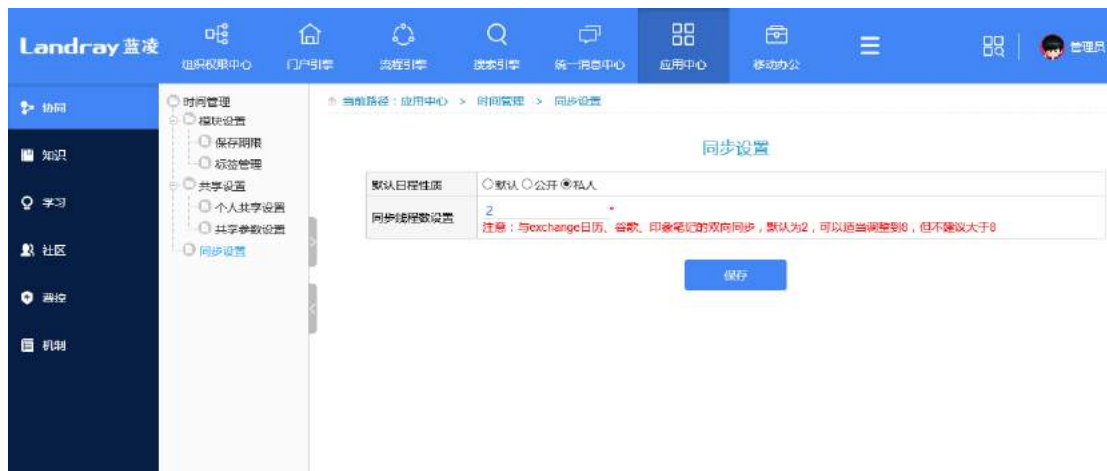 Landray 蓝凌
组织权限中心 门户引擎 流程引擎 搜索引擎 统一消息中心 应用中心 移动办公 管理员
协同
知识
学习
社区
监控
机制
时间管理
模块设置
保存期限
标签管理
共享设置
个人共享设置
共享参数设置
同步设置
当前路径：应用中心 > 时间管理 > 同步设置
同步设置
默认日程性质 默认 公开 私人
同步线程数设置 2 *
注意：与exchange日历、谷歌、印象笔记的双向同步，默认为2，可以适当调整到8，但不建议大于8
保存